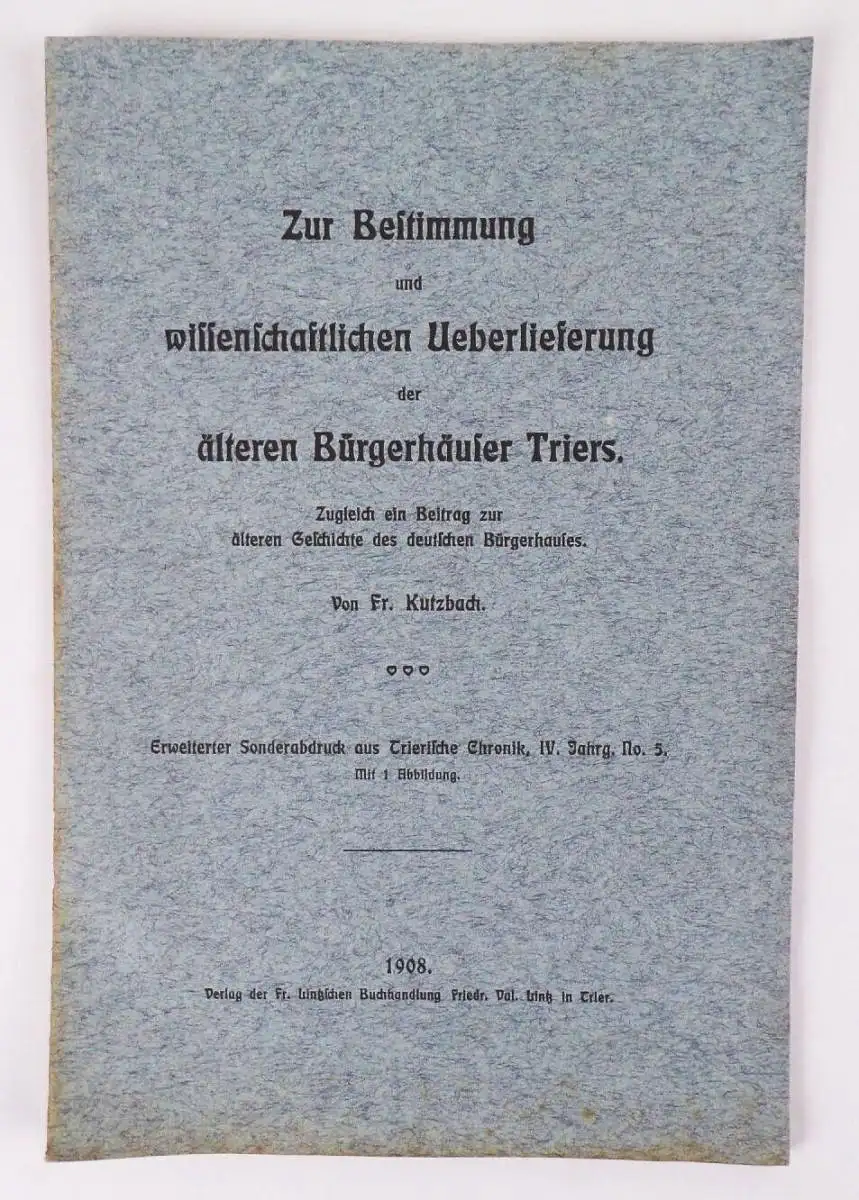 Zur Beſtimmung
und
wiſſenſchaftlichen Ueberlieferung
der
älteren Bürgerhäuſer Triers.
Zugleich ein Beitrag zur
älteren Geſchichte des deutſchen Bürgerhauſes.
Von Fr. Kutzbach.
Erweiterter Sonderabdruck aus Trieriſche Chronik, IV. Jahrg. No. 5.
Mit 1 Abbildung.
1908.
Verlag der Fr. Lintzſchen Buchhandlung Friedr. Val. Lintz in Trier.